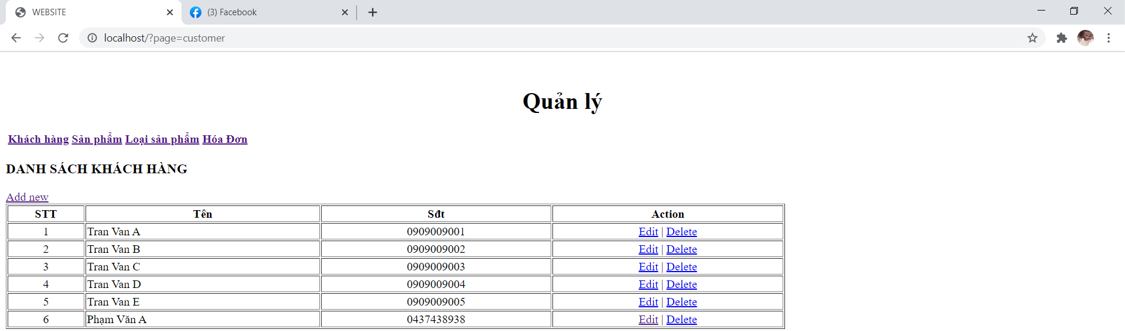 WEBSITE (3) Facebook
localhost/?page=customer
Quản lý
Khách hàng Sản phẩm Loại sản phẩm Hóa Đơn
DANH SÁCH KHÁCH HÀNG
Add new
STT Tên Sđt Action
1 Tran Van A 0909009001 Edit | Delete
2 Tran Van B 0909009002 Edit | Delete
3 Tran Van C 0909009003 Edit | Delete
4 Tran Van D 0909009004 Edit | Delete
5 Tran Van E 0909009005 Edit | Delete
6 Phạm Văn A 0437438938 Edit | Delete